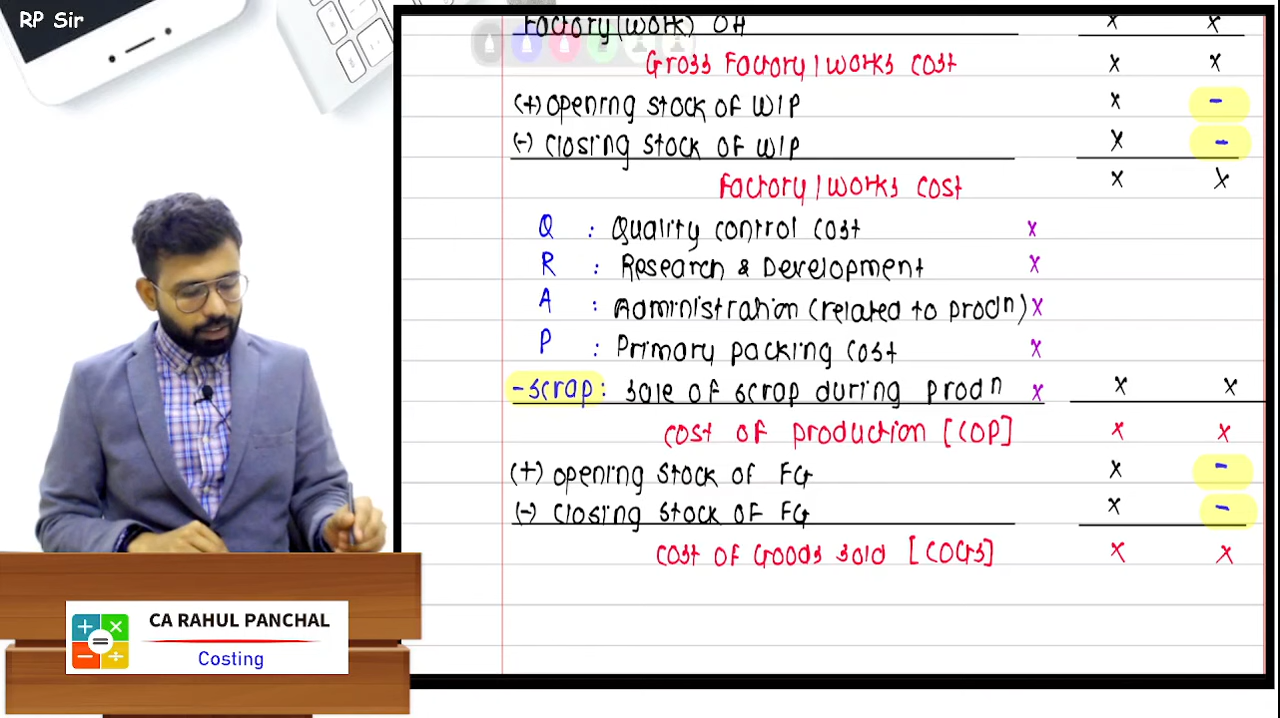 RP Sir
Factory(work) OH x x
Gross Factory/works cost x x
(+) opening stock of WIP x -
(-) closing stock of WIP x -
Factory/works cost x x
Q : Quality control cost x
R : Research & Development x
A : Administration (related to prodn) x
P : Primary packing cost x
-scrap: sale of scrap during prodn x x x
cost of production [COP] x x
(+) opening stock of FG x -
(-) closing stock of FG x -
cost of Goods sold [COGS] x x
CA RAHUL PANCHAL
Costing